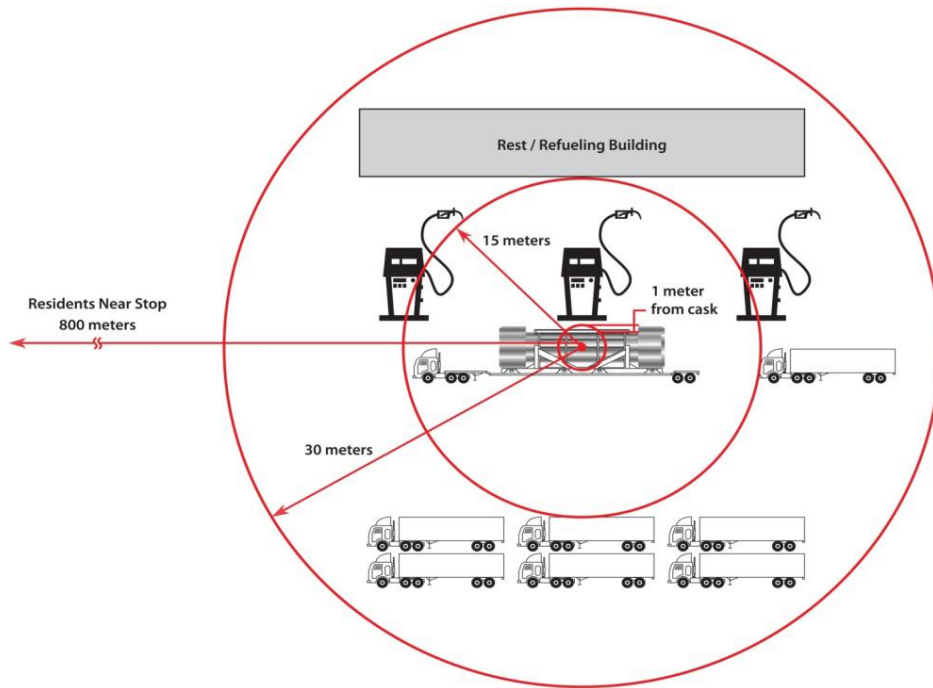 Rest / Refueling Building
15 meters
1 meter
from cask
Residents Near Stop
800 meters
30 meters